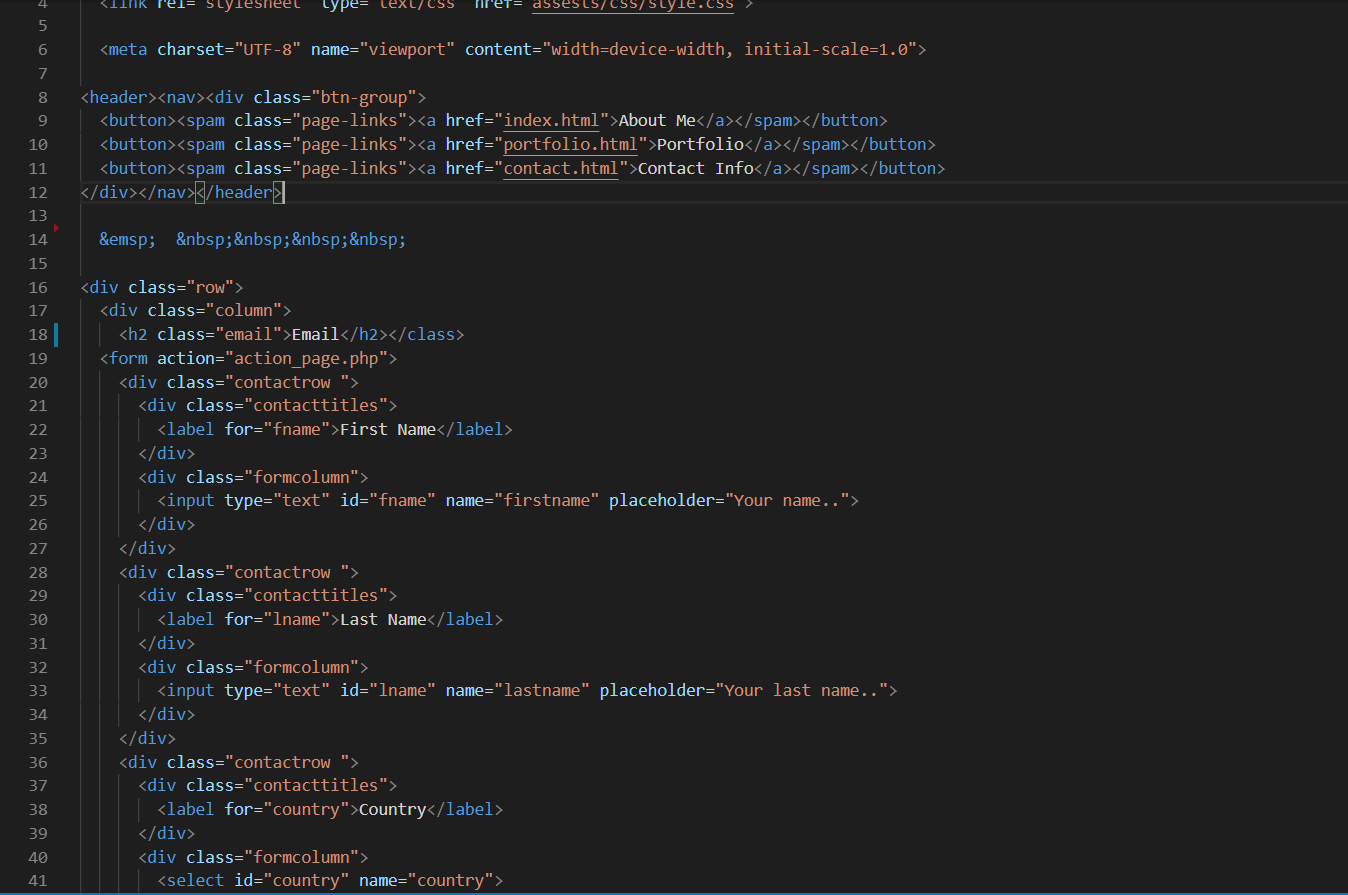 4 <link rel="stylesheet" type="text/css" href="assests/css/style.css">
5
6 <meta charset="UTF-8" name="viewport" content="width=device-width, initial-scale=1.0">
7
8 <header><nav><div class="btn-group">
9 <button><spam class="page-links"><a href="index.html">About Me</a></spam></button>
10 <button><spam class="page-links"><a href="portfolio.html">Portfolio</a></spam></button>
11 <button><spam class="page-links"><a href="contact.html">Contact Info</a></spam></button>
12 </div></nav></header>
13
14 &emsp; &nbsp;&nbsp;&nbsp;&nbsp;
15
16 <div class="row">
17 <div class="column">
18 <h2 class="email">Email</h2></class>
19 <form action="action_page.php">
20 <div class="contactrow ">
21 <div class="contacttitles">
22 <label for="fname">First Name</label>
23 </div>
24 <div class="formcolumn">
25 <input type="text" id="fname" name="firstname" placeholder="Your name..">
26 </div>
27 </div>
28 <div class="contactrow ">
29 <div class="contacttitles">
30 <label for="lname">Last Name</label>
31 </div>
32 <div class="formcolumn">
33 <input type="text" id="lname" name="lastname" placeholder="Your last name..">
34 </div>
35 </div>
36 <div class="contactrow ">
37 <div class="contacttitles">
38 <label for="country">Country</label>
39 </div>
40 <div class="formcolumn">
41 <select id="country" name="country">